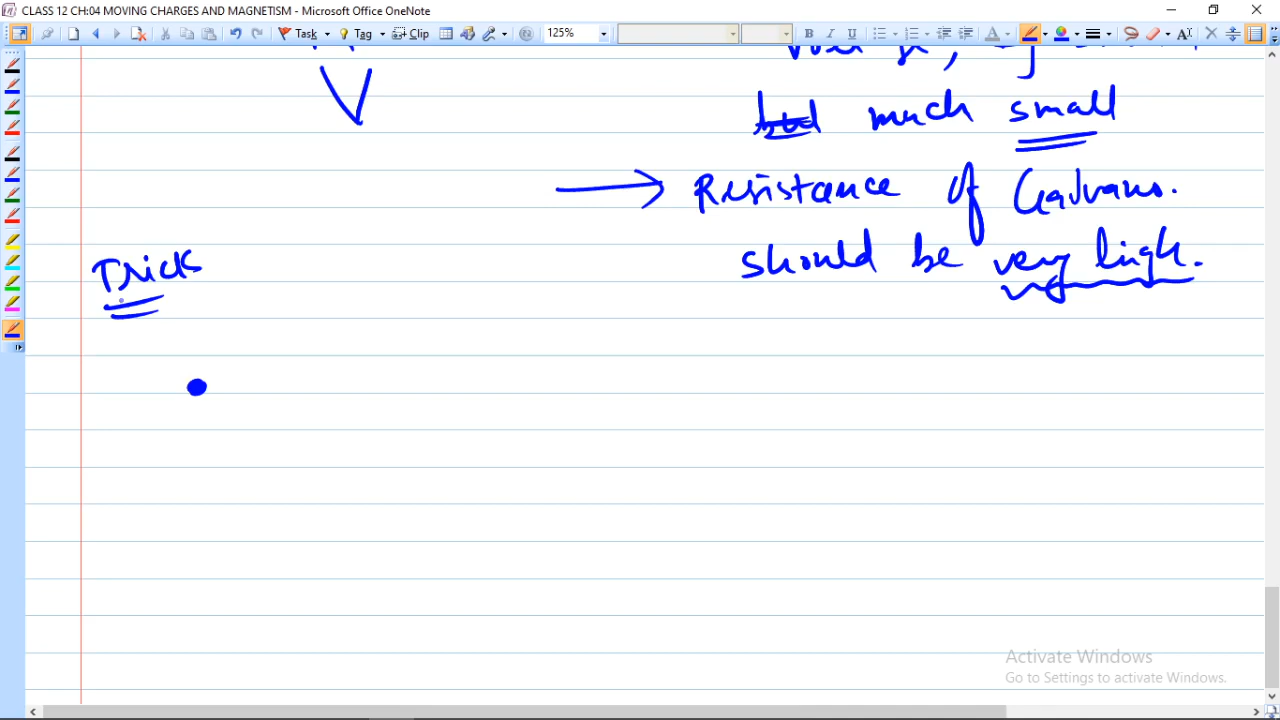 CLASS 12 CH:04 MOVING CHARGES AND MAGNETISM - Microsoft Office OneNote
Task Tag Clip 125% B I U
V much small
→ Resistance of Galvano.
should be very high.
Trick
Activate Windows
Go to Settings to activate Windows.